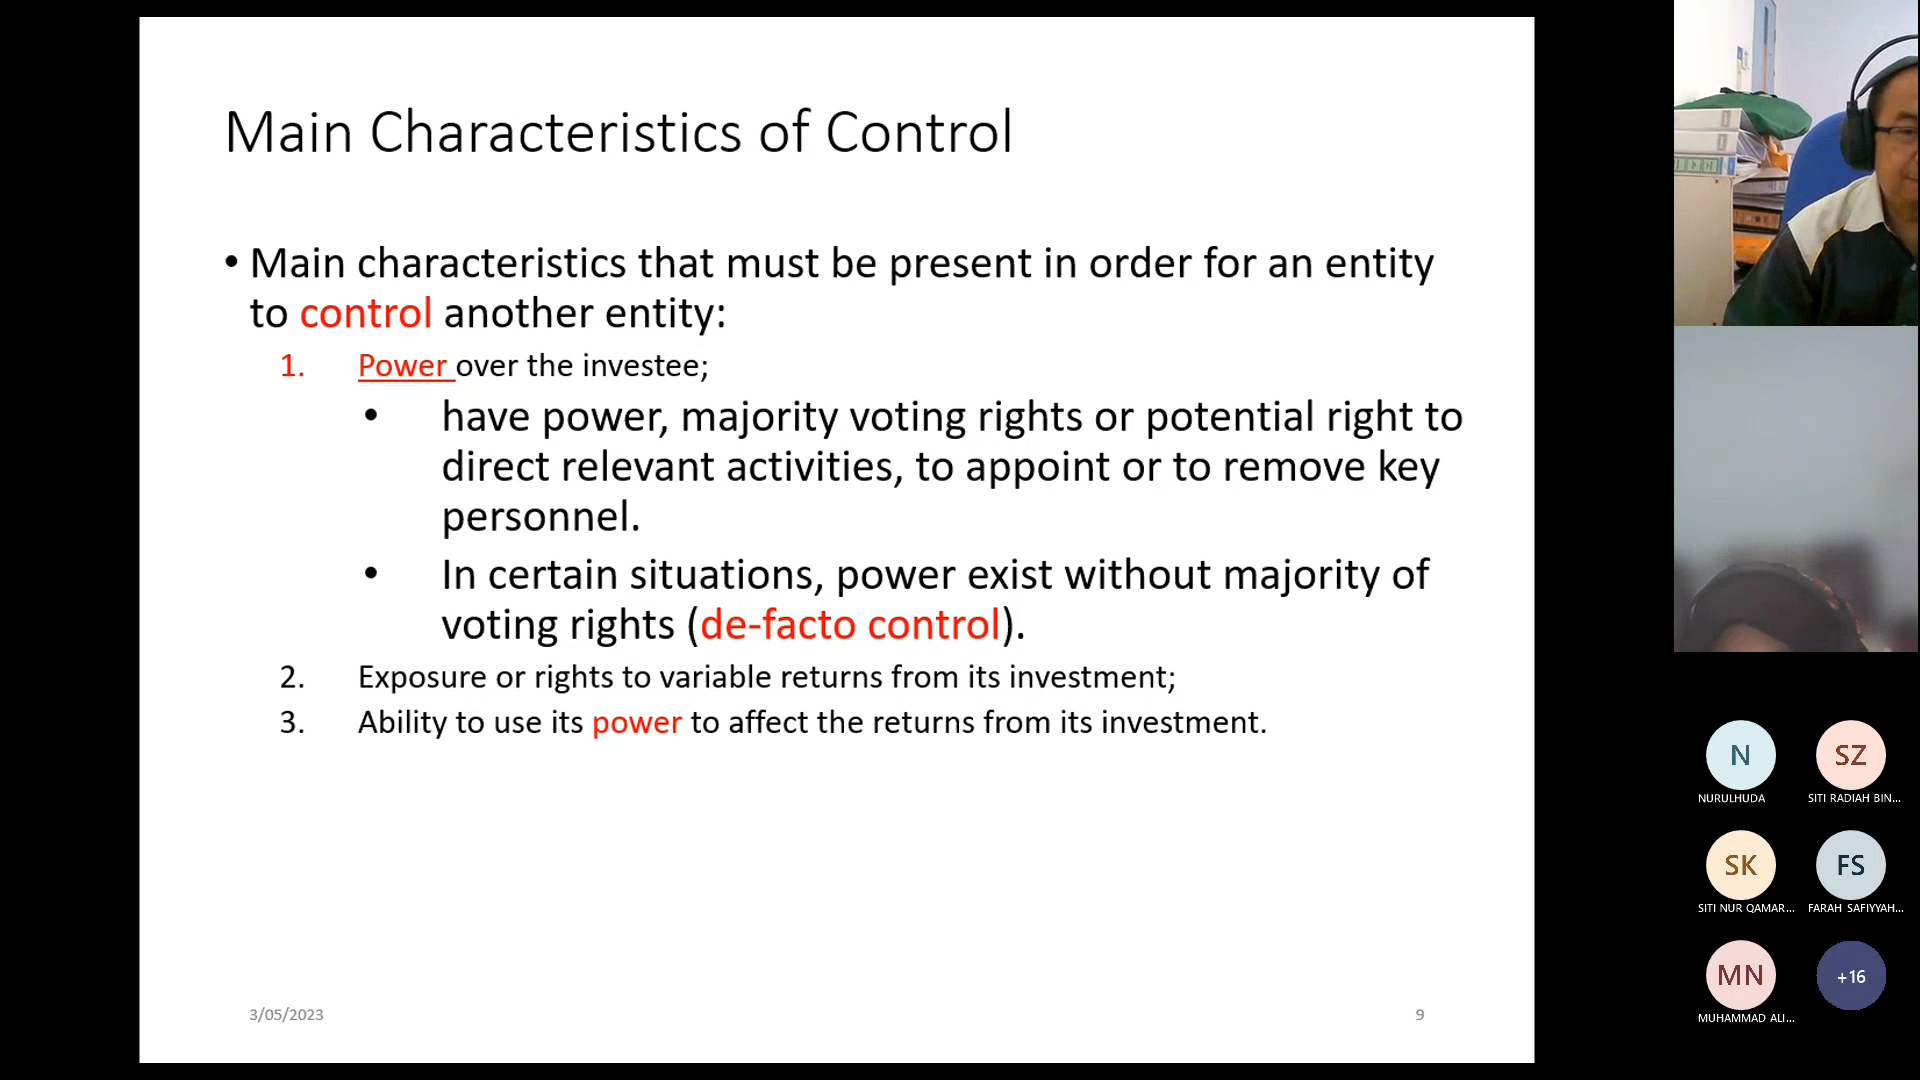 Main Characteristics of Control
• Main characteristics that must be present in order for an entity
to control another entity:
1. Power over the investee;
• have power, majority voting rights or potential right to
direct relevant activities, to appoint or to remove key
personnel.
• In certain situations, power exist without majority of
voting rights (de-facto control).
2. Exposure or rights to variable returns from its investment;
3. Ability to use its power to affect the returns from its investment.
3/05/2023
9
N
NURULHUDA
SZ
SITI RADIAH BIN...
SK
SITI NUR QAMAR...
FS
FARAH SAFIYYAH...
MN
MUHAMMAD ALI...
+16